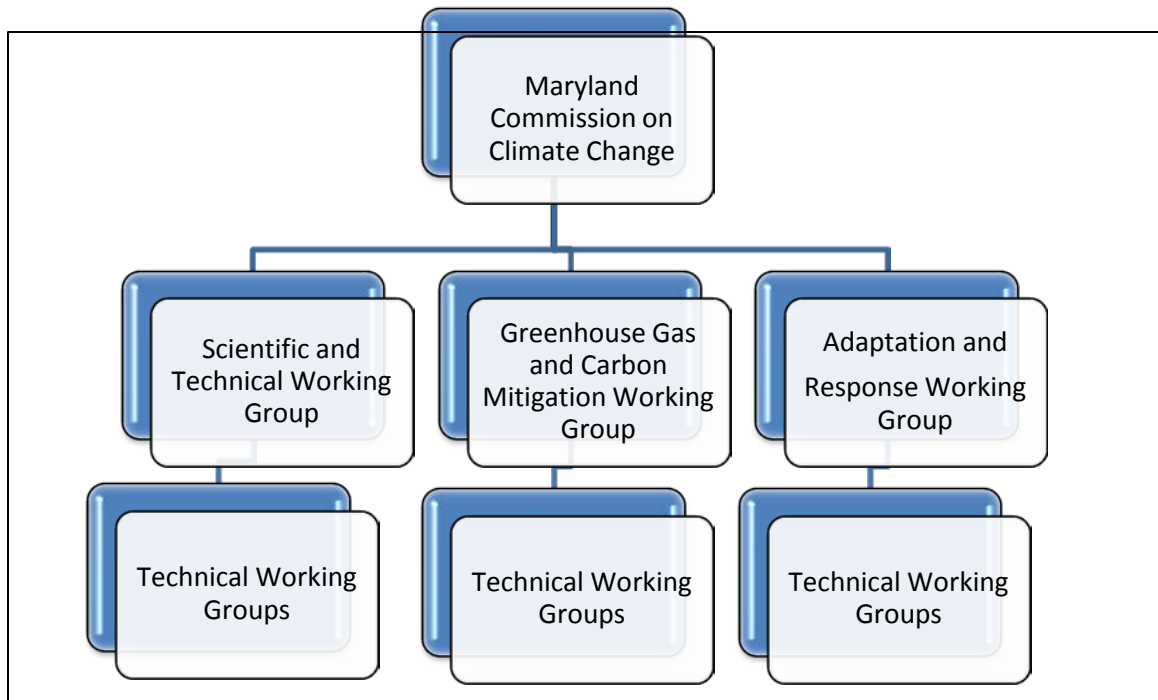 Maryland
Commission on
Climate Change
Scientific and
Technical Working
Group
Greenhouse Gas
and Carbon
Mitigation Working
Group
Adaptation and
Response Working
Group
Technical Working
Groups
Technical Working
Groups
Technical Working
Groups